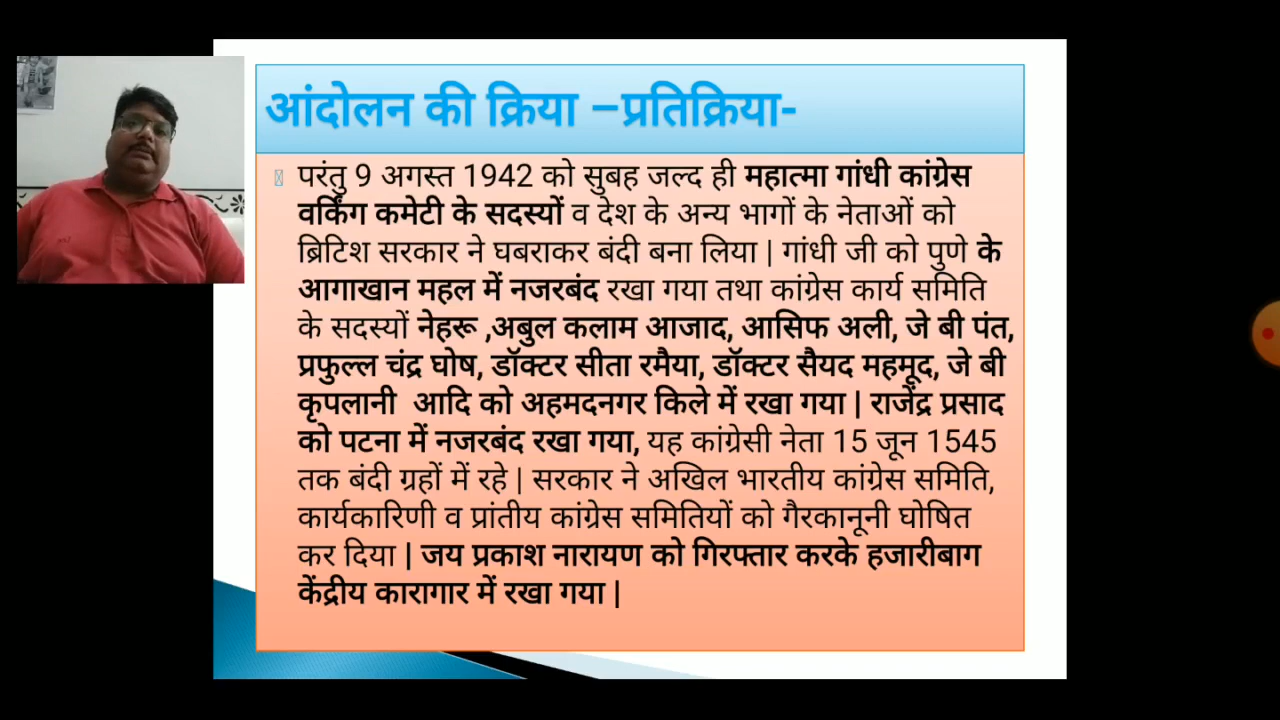 आंदोलन की क्रिया –प्रतिक्रिया-
परंतु 9 अगस्त 1942 को सुबह जल्द ही महात्मा गांधी कांग्रेस
वर्किंग कमेटी के सदस्यों व देश के अन्य भागों के नेताओं को
ब्रिटिश सरकार ने घबराकर बंदी बना लिया | गांधी जी को पुणे के
आगाखान महल में नजरबंद रखा गया तथा कांग्रेस कार्य समिति
के सदस्यों नेहरू ,अबुल कलाम आजाद, आसिफ अली, जे बी पंत,
प्रफुल्ल चंद्र घोष, डॉक्टर सीता रमैया, डॉक्टर सैयद महमूद, जे बी
कृपलानी आदि को अहमदनगर किले में रखा गया | राजेंद्र प्रसाद
को पटना में नजरबंद रखा गया, यह कांग्रेसी नेता 15 जून 1545
तक बंदी ग्रहों में रहे | सरकार ने अखिल भारतीय कांग्रेस समिति,
कार्यकारिणी व प्रांतीय कांग्रेस समितियों को गैरकानूनी घोषित
कर दिया | जय प्रकाश नारायण को गिरफ्तार करके हजारीबाग
केंद्रीय कारागार में रखा गया |